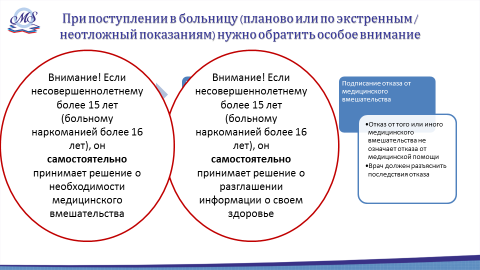 MS
При поступлении в больницу (планово или по экстренным /
неотложный показаниям) нужно обратить особое внимание
Внимание! Если
несовершеннолетнему
более 15 лет
(больному
наркоманией более 16
лет), он
самостоятельно
принимает решение о
необходимости
медицинского
вмешательства
Внимание! Если
несовершеннолетнему
более 15 лет
(больному
наркоманией более 16
лет), он
самостоятельно
принимает решение о
разглашении
информации о своем
здоровье
Подписание отказа от
медицинского
вмешательства
•Отказ от того или иного
медицинского
вмешательства не
означает отказа от
медицинской помощи
•Врач должен разъяснить
последствия отказа